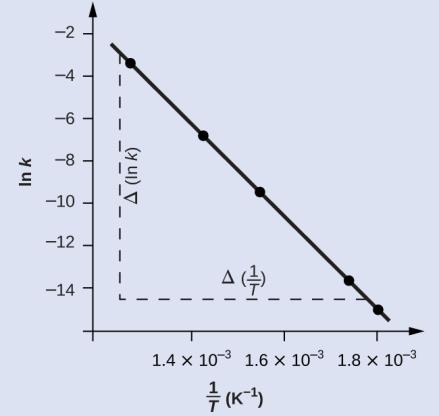 −2
−4
−6
−8
−10
−12
−14
ln k
Δ (ln k)
Δ (1/T)
1.4 × 10⁻³ 1.6 × 10⁻³ 1.8 × 10⁻³
1/T (K⁻¹)